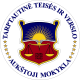 TARPTAUTINĖ TEISĖS IR VERSLO
AUKŠTOJI MOKYKLA